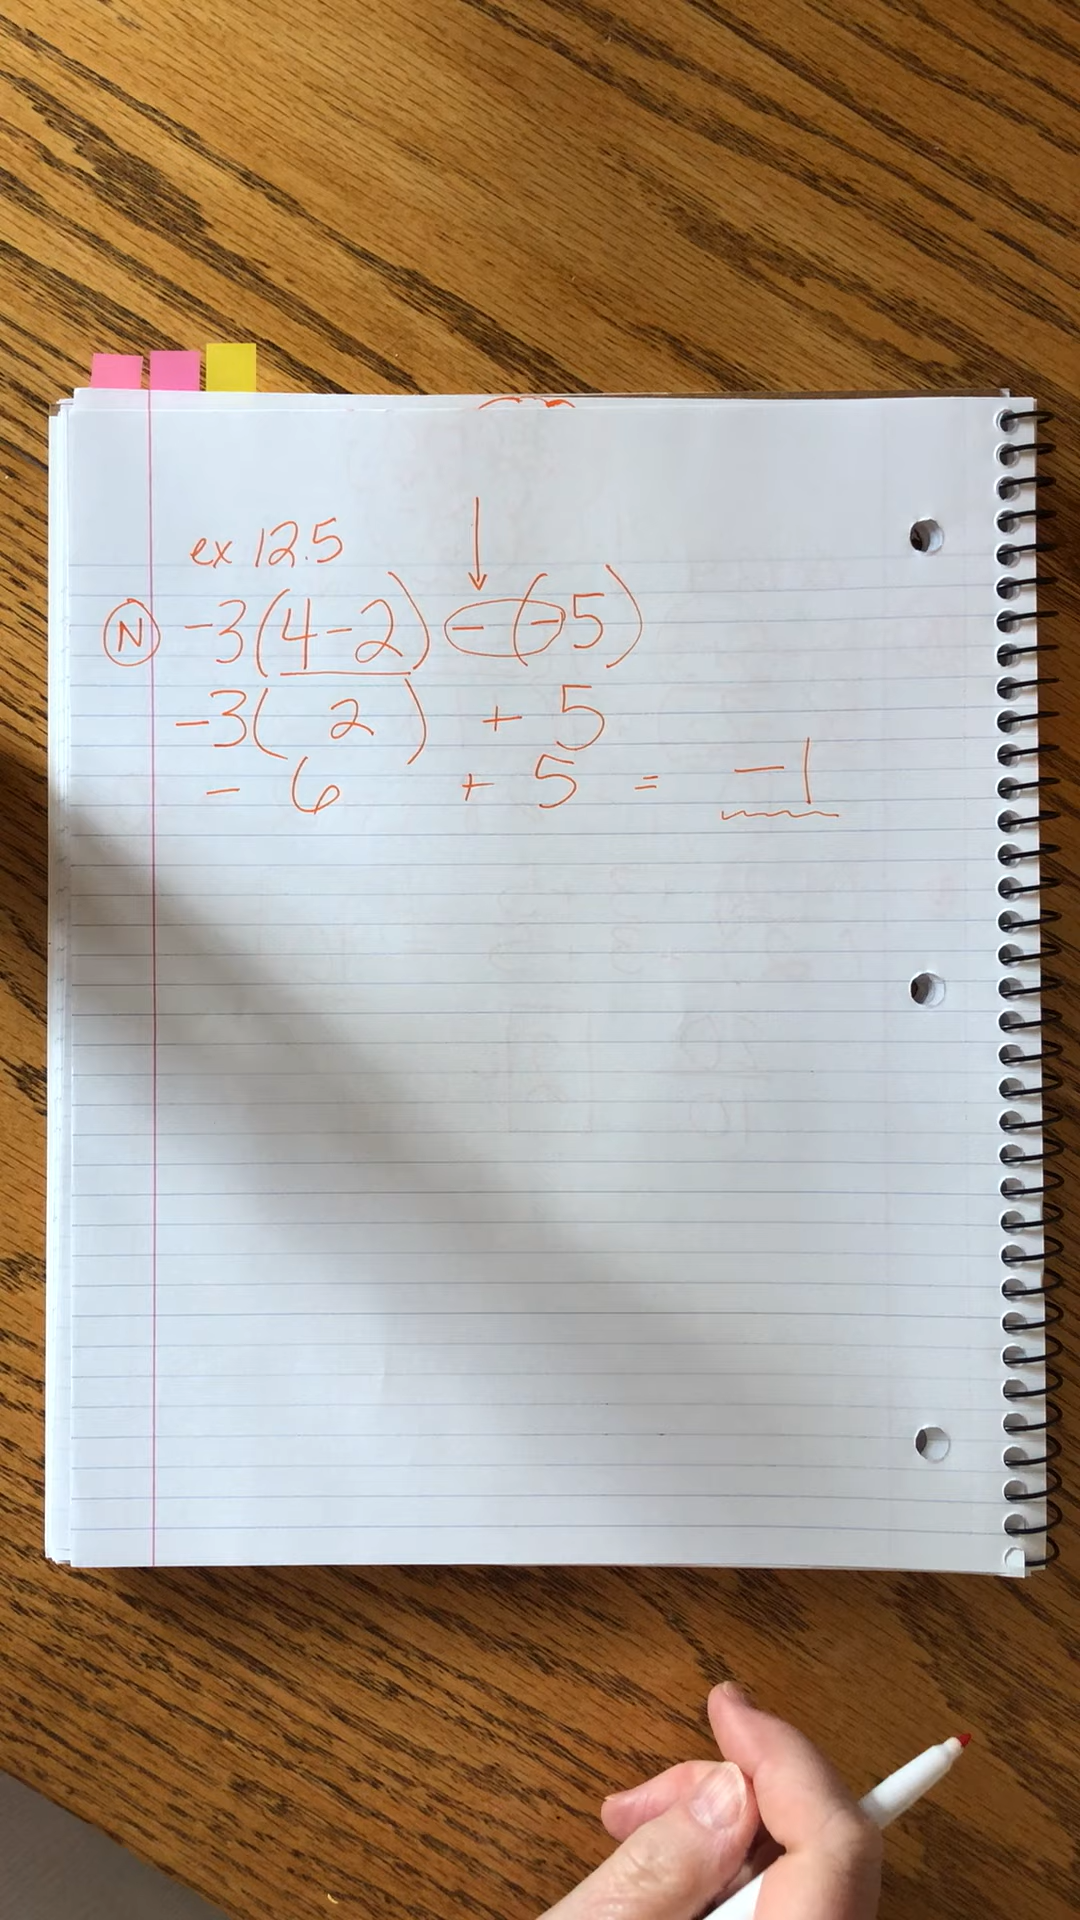 ex 12.5
N -3(4-2) - (-5)
-3( 2 ) + 5
- 6 + 5 = -1